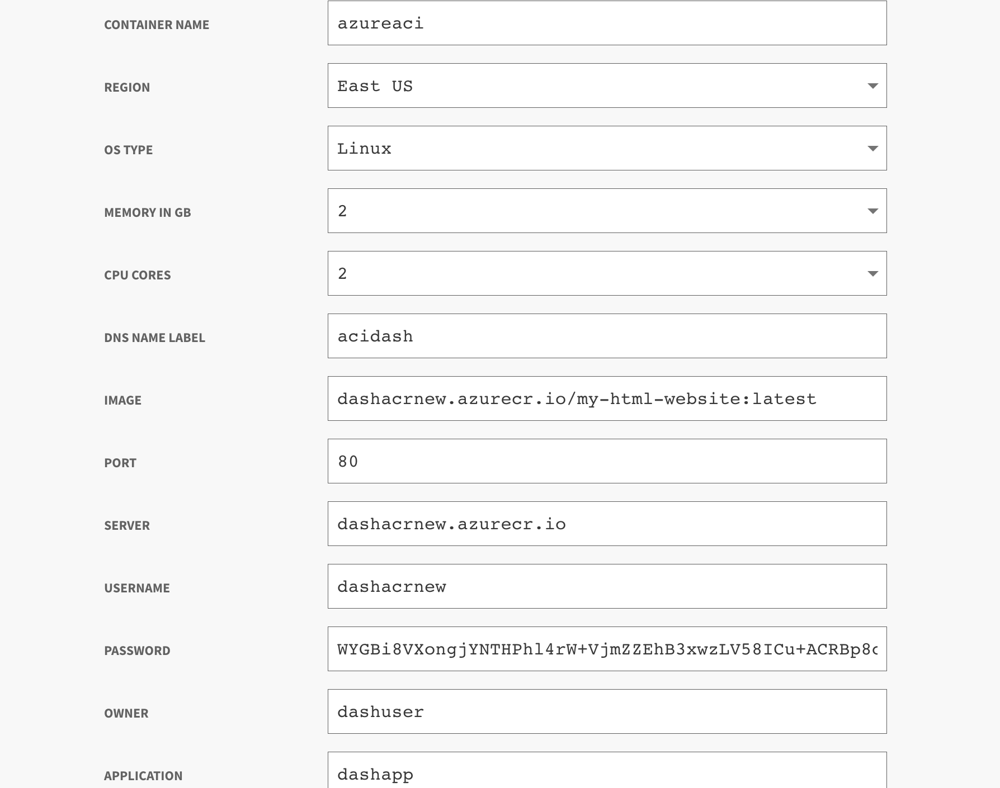 CONTAINER NAME azureaci
REGION East US
OS TYPE Linux
MEMORY IN GB 2
CPU CORES 2
DNS NAME LABEL acidash
IMAGE dashacrnew.azurecr.io/my-html-website:latest
PORT 80
SERVER dashacrnew.azurecr.io
USERNAME dashacrnew
PASSWORD WYGBi8VXongjYNTHPhl4rW+VjmZZEhB3xwzLV58ICu+ACRBp8c
OWNER dashuser
APPLICATION dashapp